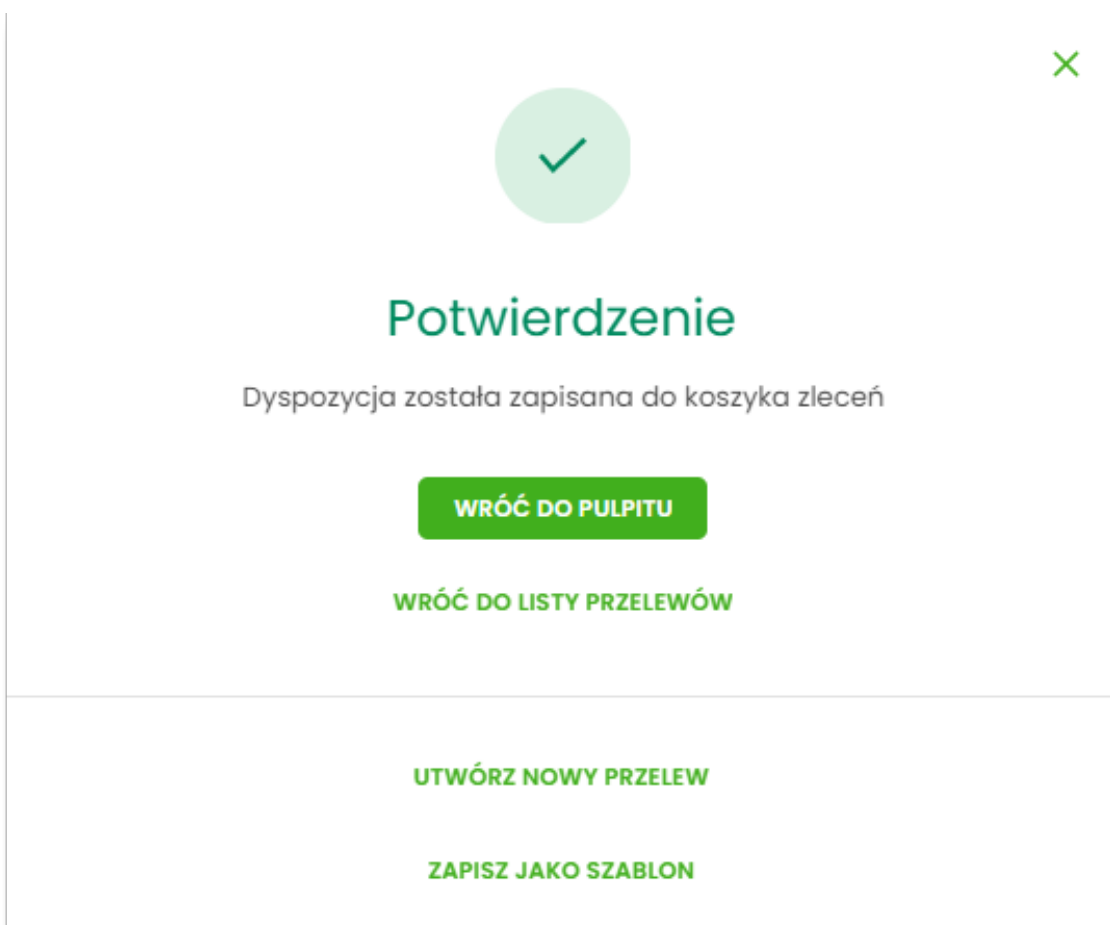 Potwierdzenie
Dyspozycja została zapisana do koszyka zleceń
WRÓĆ DO PULPITU
WRÓĆ DO LISTY PRZELEWÓW
UTWÓRZ NOWY PRZELEW
ZAPISZ JAKO SZABLON